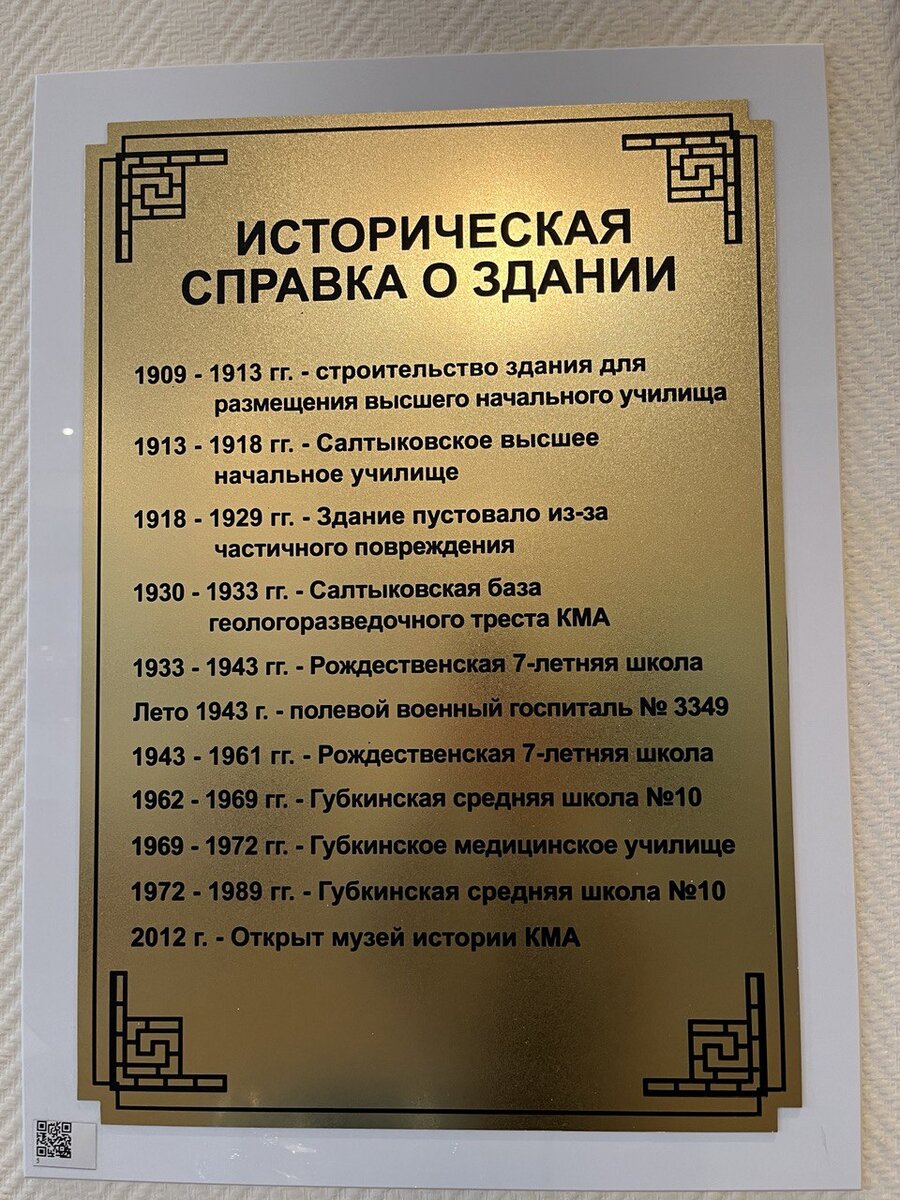 ИСТОРИЧЕСКАЯ
СПРАВКА О ЗДАНИИ
1909 - 1913 гг. - строительство здания для
размещения высшего начального училища
1913 - 1918 гг. - Салтыковское высшее
начальное училище
1918 - 1929 гг. - Здание пустовало из-за
частичного повреждения
1930 - 1933 гг. - Салтыковская база
геологоразведочного треста КМА
1933 - 1943 гг. - Рождественская 7-летняя школа
Лето 1943 г. - полевой военный госпиталь № 3349
1943 - 1961 гг. - Рождественская 7-летняя школа
1962 - 1969 гг. - Губкинская средняя школа №10
1969 - 1972 гг. - Губкинское медицинское училище
1972 - 1989 гг. - Губкинская средняя школа №10
2012 г. - Открыт музей истории КМА
5